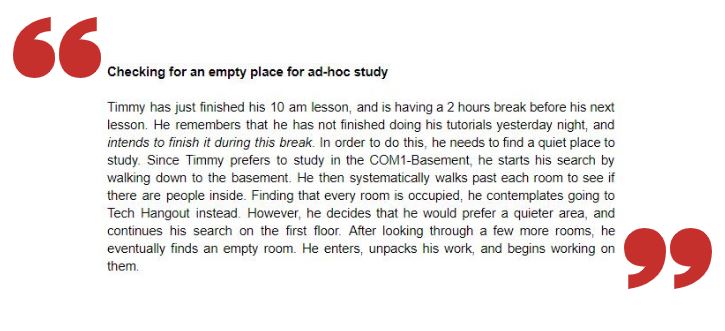 Checking for an empty place for ad-hoc study
Timmy has just finished his 10 am lesson, and is having a 2 hours break before his next
lesson. He remembers that he has not finished doing his tutorials yesterday night, and
intends to finish it during this break. In order to do this, he needs to find a quiet place to
study. Since Timmy prefers to study in the COM1-Basement, he starts his search by
walking down to the basement. He then systematically walks past each room to see if
there are people inside. Finding that every room is occupied, he contemplates going to
Tech Hangout instead. However, he decides that he would prefer a quieter area, and
continues his search on the first floor. After looking through a few more rooms, he
eventually finds an empty room. He enters, unpacks his work, and begins working on
them.